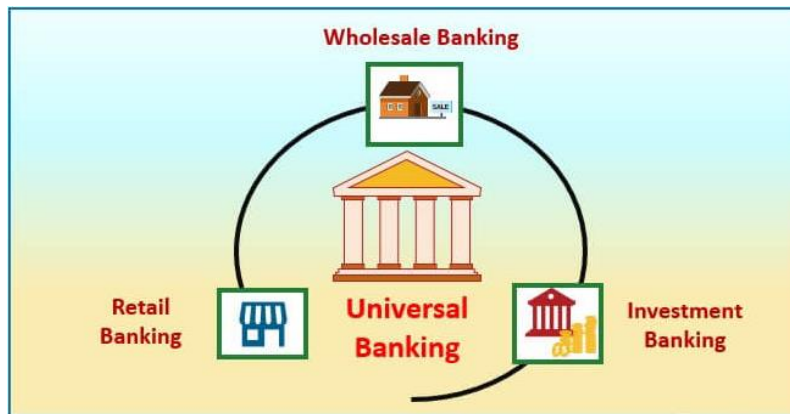 Wholesale Banking
SALE
Retail
Banking
Universal
Banking
Investment
Banking